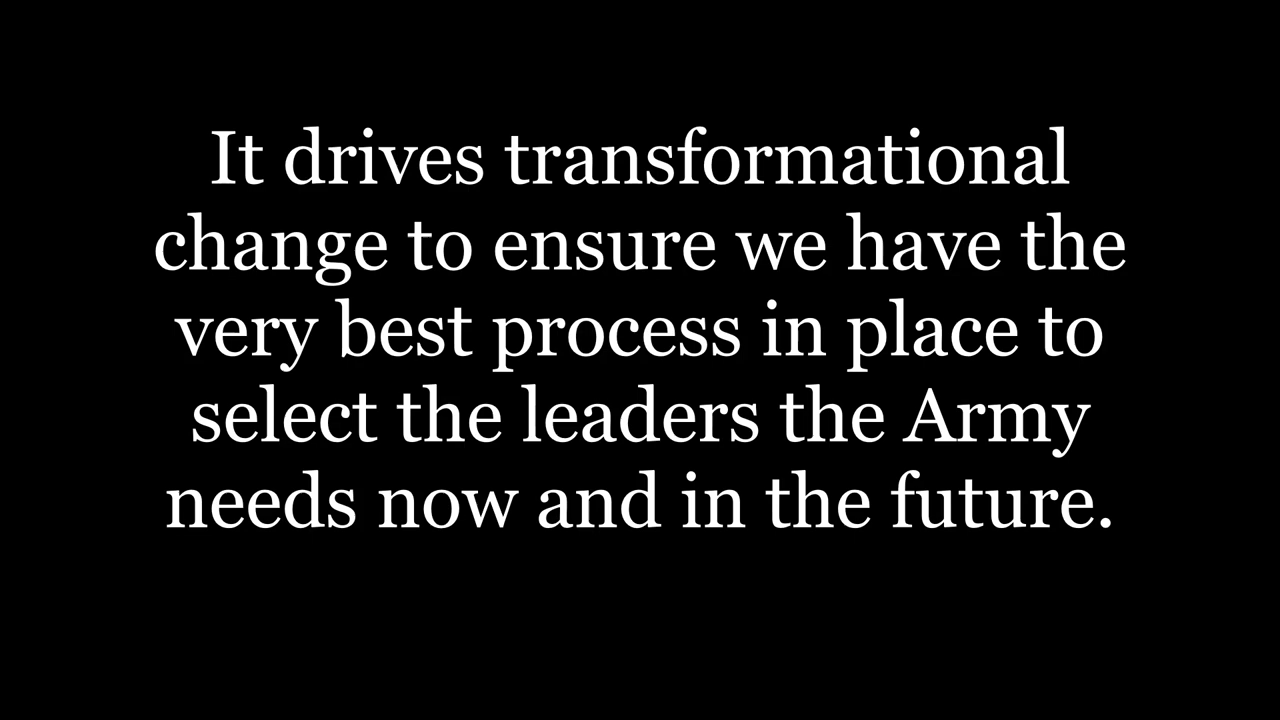 It drives transformational
change to ensure we have the
very best process in place to
select the leaders the Army
needs now and in the future.